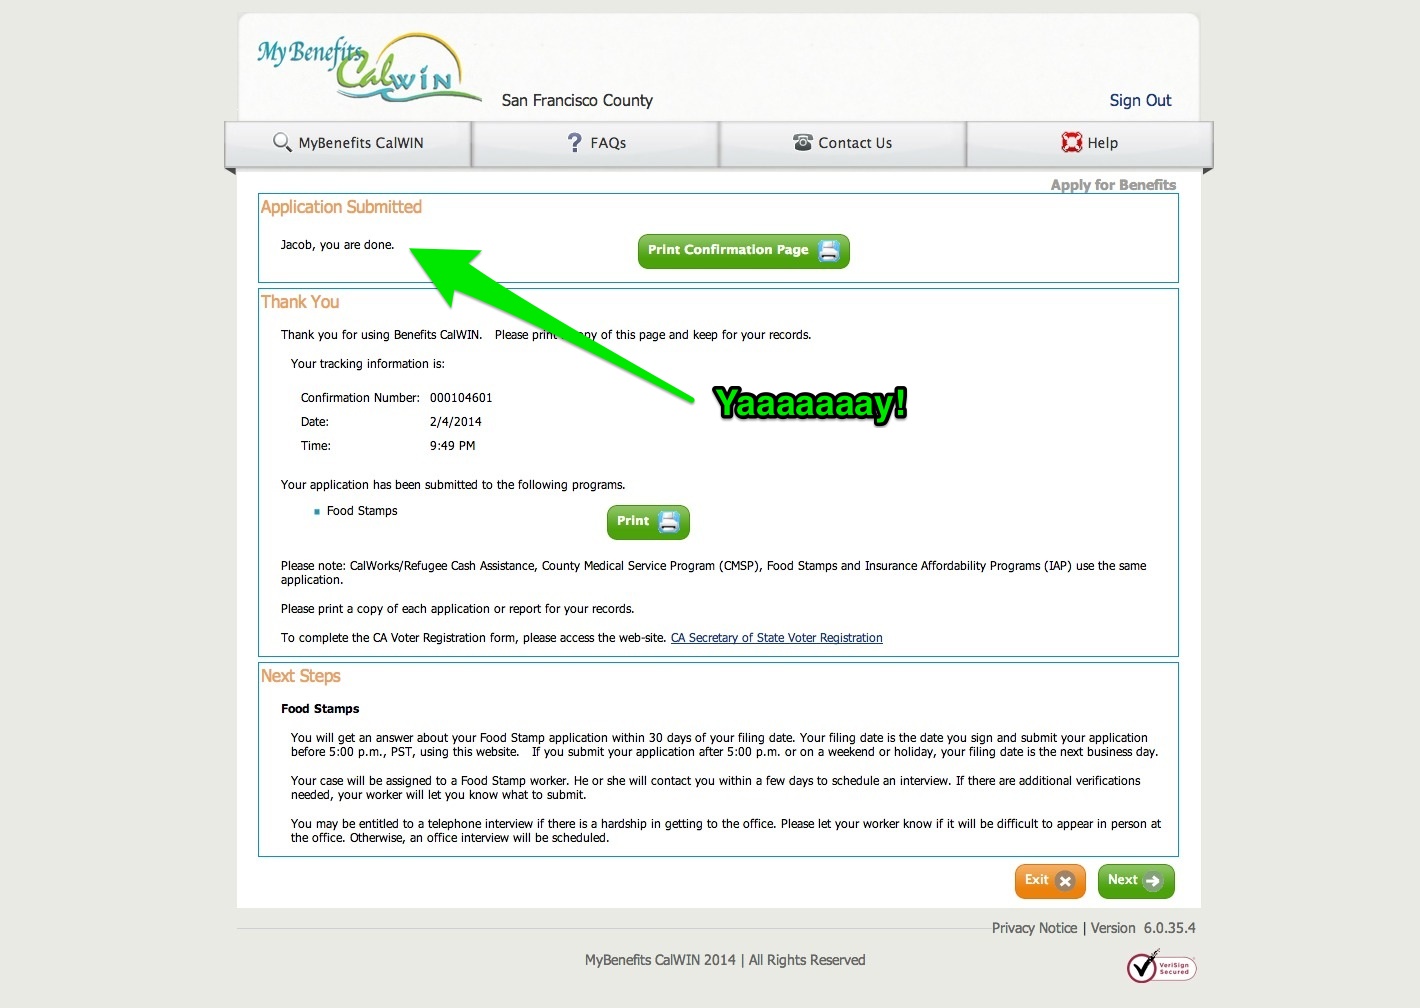 My Benefits
CalWIN
San Francisco County
Sign Out
MyBenefits CalWIN
? FAQs
Contact Us
Help
Apply for Benefits
Application Submitted
Jacob, you are done.
Print Confirmation Page
Thank You
Thank you for using Benefits CalWIN. Please print copy of this page and keep for your records.
Your tracking information is:
Yaaaaaaay!
Confirmation Number: 000104601
Date: 2/4/2014
Time: 9:49 PM
Your application has been submitted to the following programs.
Food Stamps
Print
Please note: CalWorks/Refugee Cash Assistance, County Medical Service Program (CMSP), Food Stamps and Insurance Affordability Programs (IAP) use the same
application.
Please print a copy of each application or report for your records.
To complete the CA Voter Registration form, please access the web-site. CA Secretary of State Voter Registration
Next Steps
Food Stamps
You will get an answer about your Food Stamp application within 30 days of your filing date. Your filing date is the date you sign and submit your application
before 5:00 p.m., PST, using this website. If you submit your application after 5:00 p.m. or on a weekend or holiday, your filing date is the next business day.
Your case will be assigned to a Food Stamp worker. He or she will contact you within a few days to schedule an interview. If there are additional verifications
needed, your worker will let you know what to submit.
You may be entitled to a telephone interview if there is a hardship in getting to the office. Please let your worker know if it will be difficult to appear in person at
the office. Otherwise, an office interview will be scheduled.
Exit
Next
Privacy Notice | Version 6.0.35.4
MyBenefits CalWIN 2014 | All Rights Reserved
VeriSign
Secured